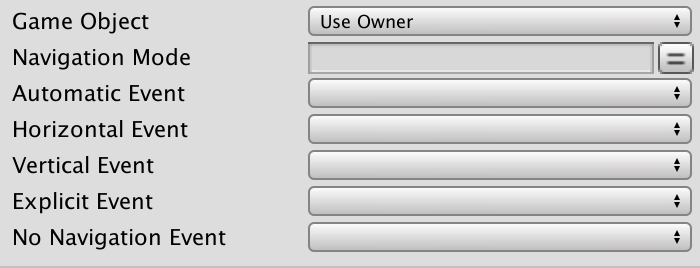 Game Object Use Owner
Navigation Mode =
Automatic Event
Horizontal Event
Vertical Event
Explicit Event
No Navigation Event